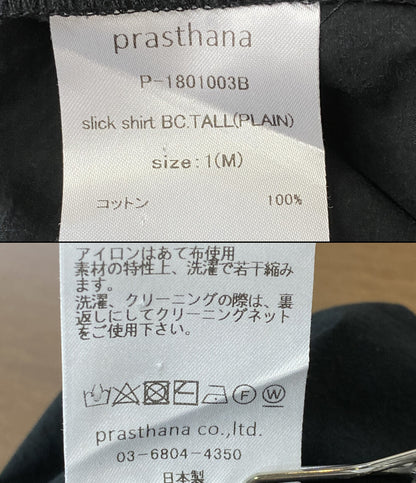 prasthana
P-1801003B
slick shirt BC.TALL(PLAIN)
size:1(M)
コットン 100%
アイロンはあて布使用
素材の特性上、洗濯で若干縮み
ます。
洗濯、クリーニングの際は、裏
返しにしてクリーニングネット
をご使用下さい。
F W
prasthana co.,ltd.
03-6804-4350
日本製